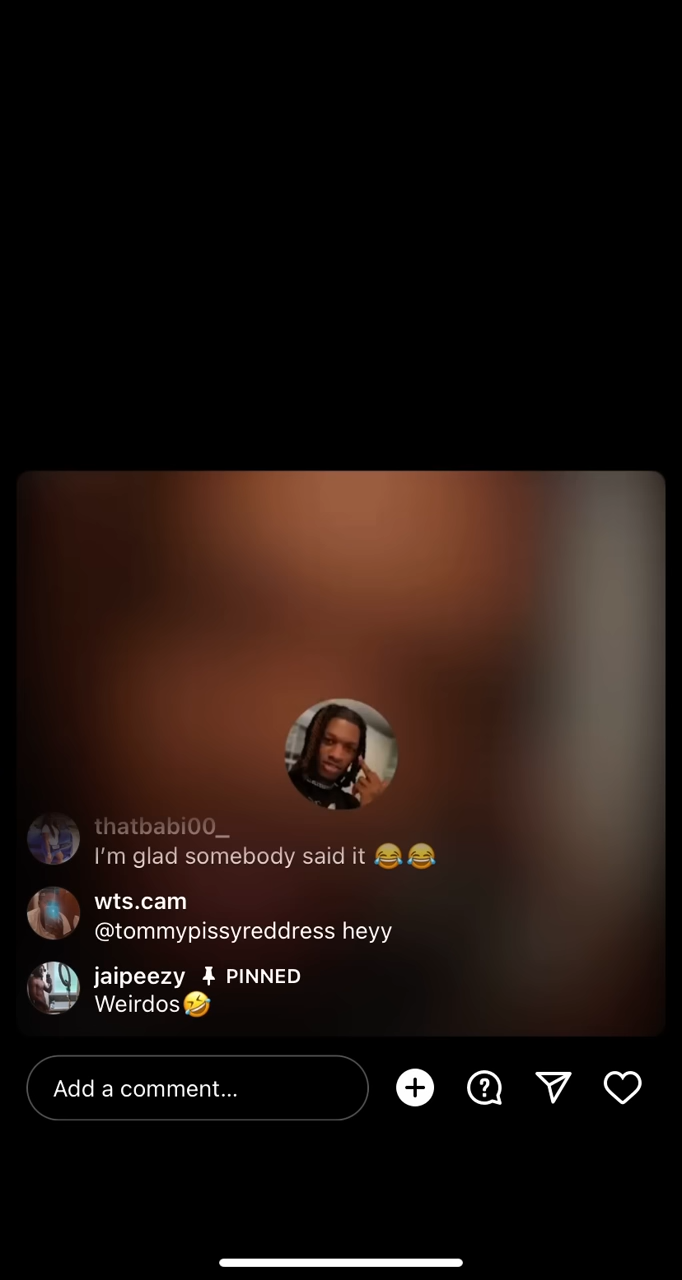 thatbabi00_
I’m glad somebody said it 😂😂
wts.cam
@tommypissyreddress heyy
jaipeezy 📌 PINNED
Weirdos🤣
Add a comment...